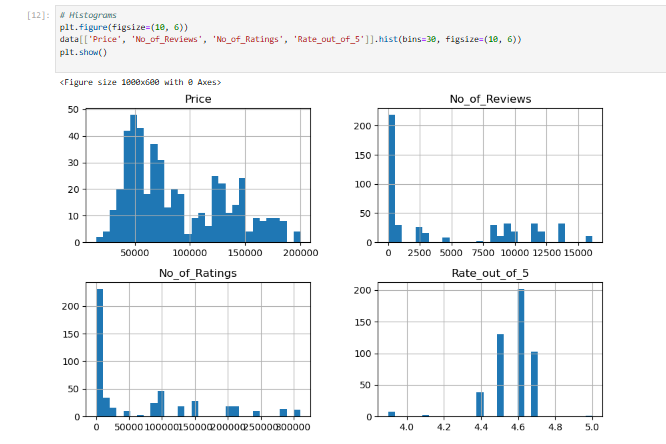 [12]: # Histograms
plt.figure(figsize=(10, 6))
data[['Price', 'No_of_Reviews', 'No_of_Ratings', 'Rate_out_of_5']].hist(bins=30, figsize=(10, 6))
plt.show()
<Figure size 1000x600 with 0 Axes>
Price
50
40
30
20
10
0
50000 100000 150000 200000
No_of_Reviews
200
150
100
50
0
0 2500 5000 7500 10000 12500 15000
No_of_Ratings
200
150
100
50
0
0 50000 100000 150000 200000 250000 300000
Rate_out_of_5
200
150
100
50
0
4.0 4.2 4.4 4.6 4.8 5.0